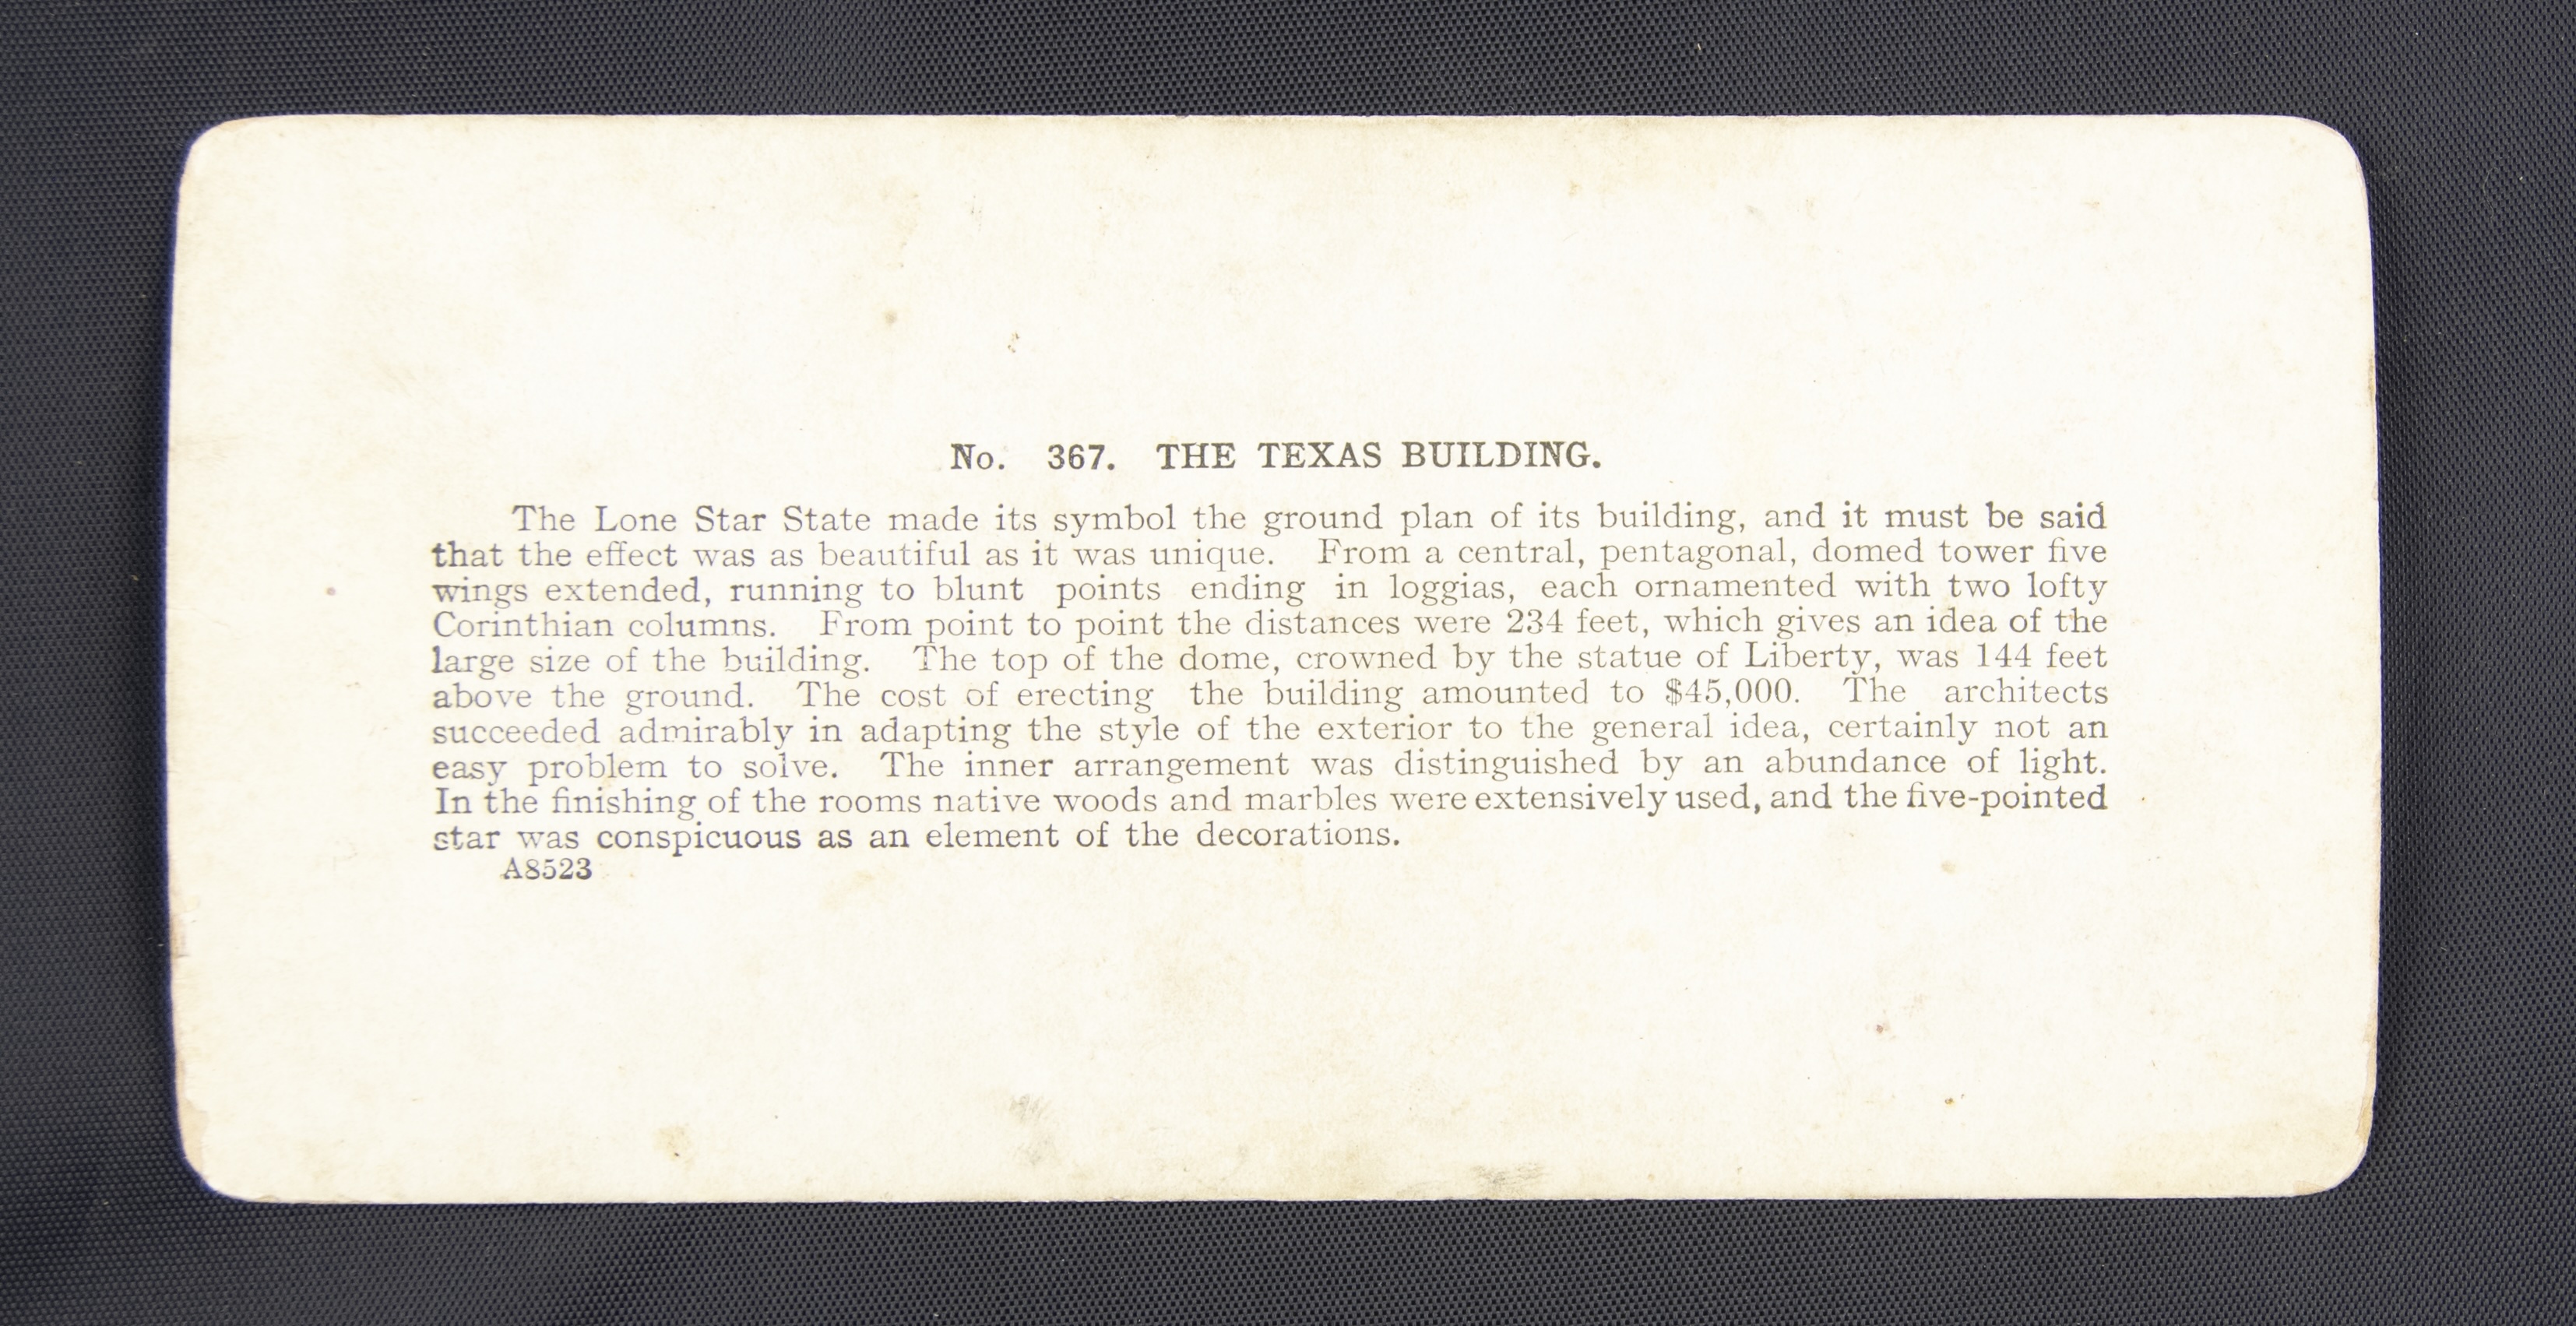 No. 367. THE TEXAS BUILDING.
The Lone Star State made its symbol the ground plan of its building, and it must be said
that the effect was as beautiful as it was unique. From a central, pentagonal, domed tower five
wings extended, running to blunt points ending in loggias, each ornamented with two lofty
Corinthian columns. From point to point the distances were 234 feet, which gives an idea of the
large size of the building. The top of the dome, crowned by the statue of Liberty, was 144 feet
above the ground. The cost of erecting the building amounted to $45,000. The architects
succeeded admirably in adapting the style of the exterior to the general idea, certainly not an
easy problem to solve. The inner arrangement was distinguished by an abundance of light.
In the finishing of the rooms native woods and marbles were extensively used, and the five-pointed
star was conspicuous as an element of the decorations.
A8523